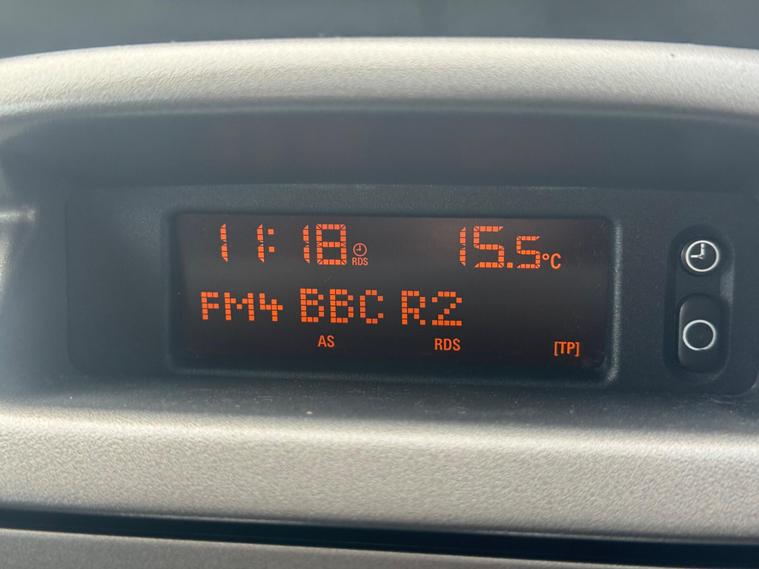 11:18 RDS 15.5°C
FM4 BBC R2
AS RDS [TP]